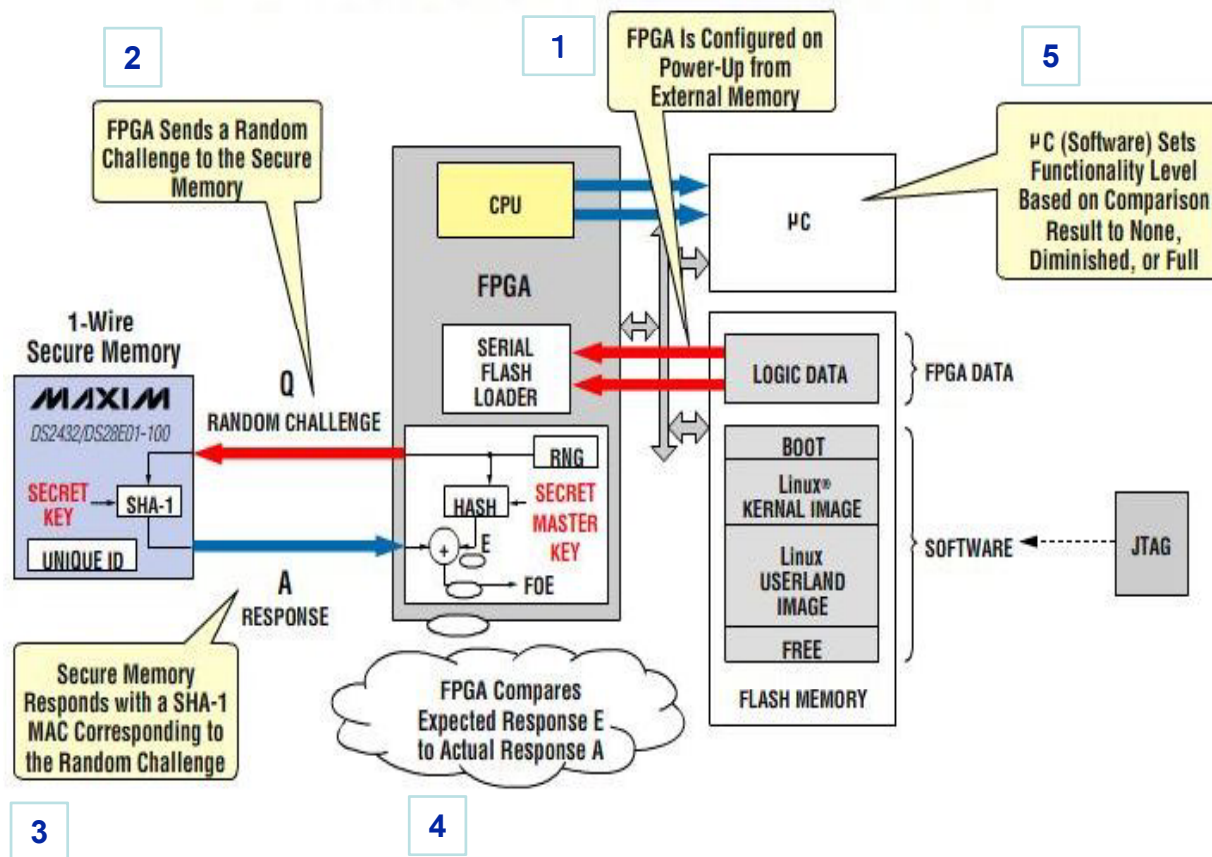 2
1
FPGA Is Configured on
Power-Up from
External Memory
5
FPGA Sends a Random
Challenge to the Secure
Memory
µC (Software) Sets
Functionality Level
Based on Comparison
Result to None,
Diminished, or Full
CPU
µC
FPGA
1-Wire
Secure Memory
MAXIM
DS2432/DS28E01-100
SECRET
KEY
SHA-1
UNIQUE ID
Q
RANDOM CHALLENGE
A
RESPONSE
SERIAL
FLASH
LOADER
RNG
HASH
SECRET
MASTER
KEY
+
E
FOE
LOGIC DATA
FPGA DATA
BOOT
Linux®
KERNAL IMAGE
Linux
USERLAND
IMAGE
FREE
FLASH MEMORY
SOFTWARE
JTAG
Secure Memory
Responds with a SHA-1
MAC Corresponding to
the Random Challenge
FPGA Compares
Expected Response E
to Actual Response A
3
4